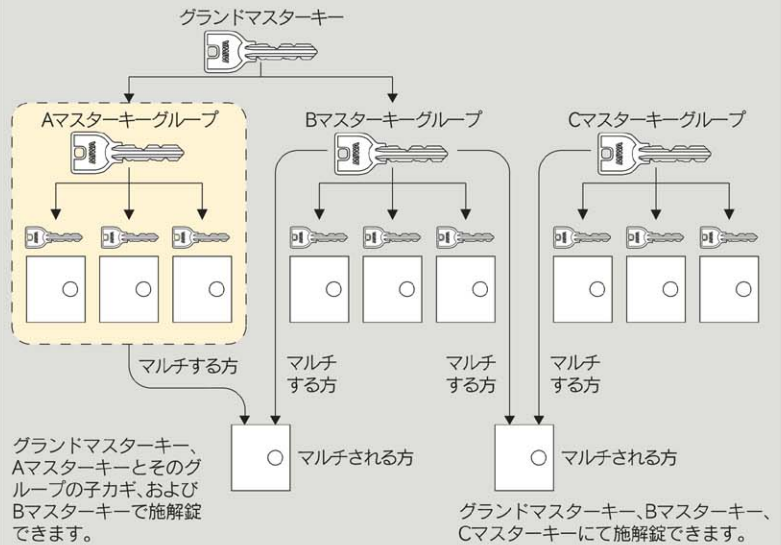 グランドマスターキー
Aマスターキーグループ
Bマスターキーグループ
Cマスターキーグループ
マルチする方
マルチ
する方
マルチ
する方
マルチ
する方
マルチされる方
マルチされる方
グランドマスターキー、
Aマスターキーとそのグ
ループの子カギ、および
Bマスターキーで施解錠
できます。
グランドマスターキー、Bマスターキー、
Cマスターキーにて施解錠できます。